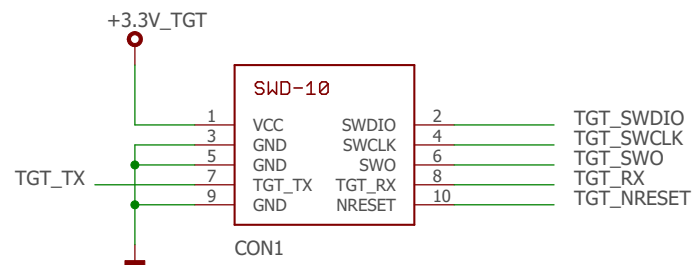 +3.3V_TGT
SWD-10
1 VCC SWDIO 2 TGT_SWDIO
3 GND SWCLK 4 TGT_SWCLK
5 GND SWO 6 TGT_SWO
TGT_TX 7 TGT_TX TGT_RX 8 TGT_RX
9 GND NRESET 10 TGT_NRESET
CON1